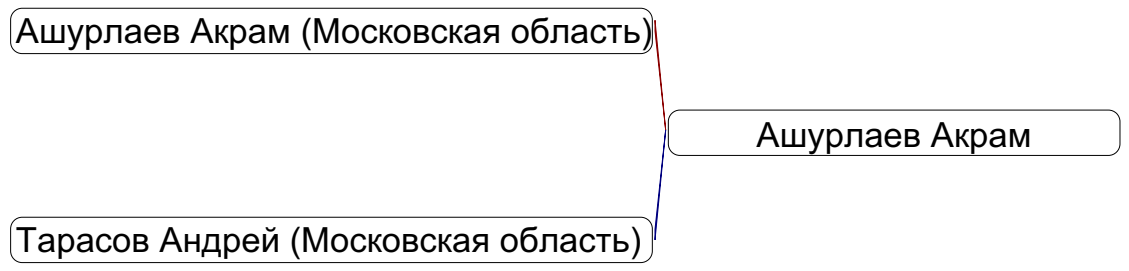 Ашурлаев Акрам (Московская область)
Ашурлаев Акрам
Тарасов Андрей (Московская область)